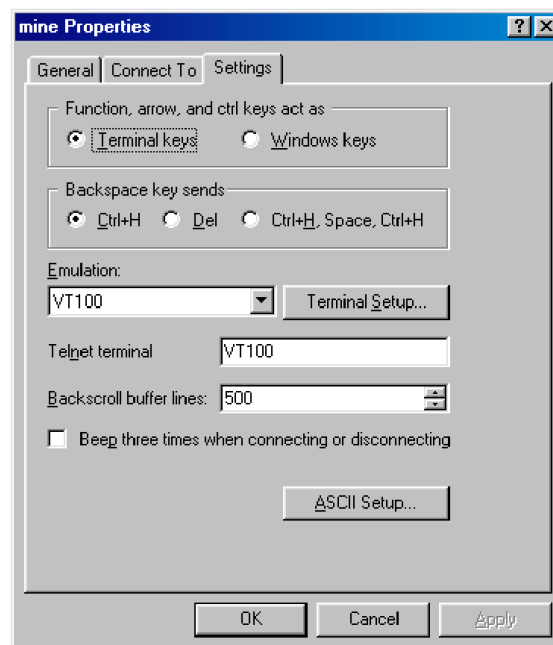 mine Properties
General Connect To Settings
Function, arrow, and ctrl keys act as
Terminal keys Windows keys
Backspace key sends
Ctrl+H Del Ctrl+H, Space, Ctrl+H
Emulation:
VT100 Terminal Setup...
Telnet terminal VT100
Backscroll buffer lines: 500
Beep three times when connecting or disconnecting
ASCII Setup...
OK Cancel Apply